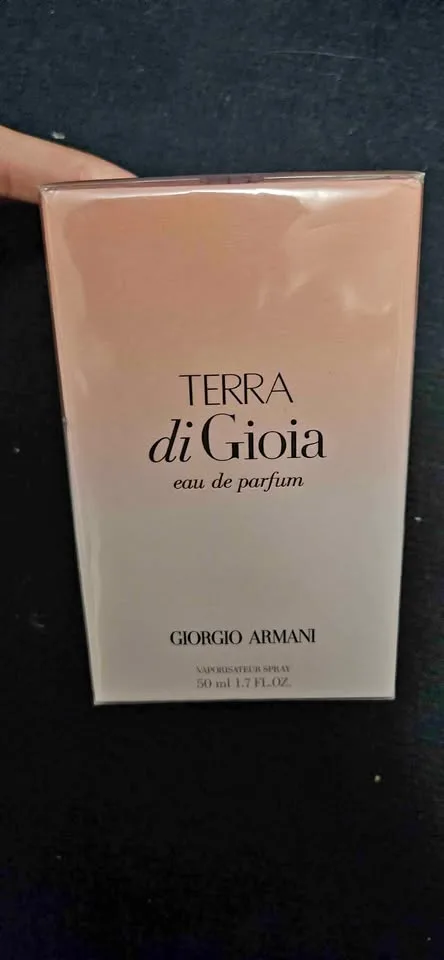 TERRA
di Gioia
eau de parfum
GIORGIO ARMANI
VAPORISATEUR SPRAY
50 ml 1.7 FL.OZ.